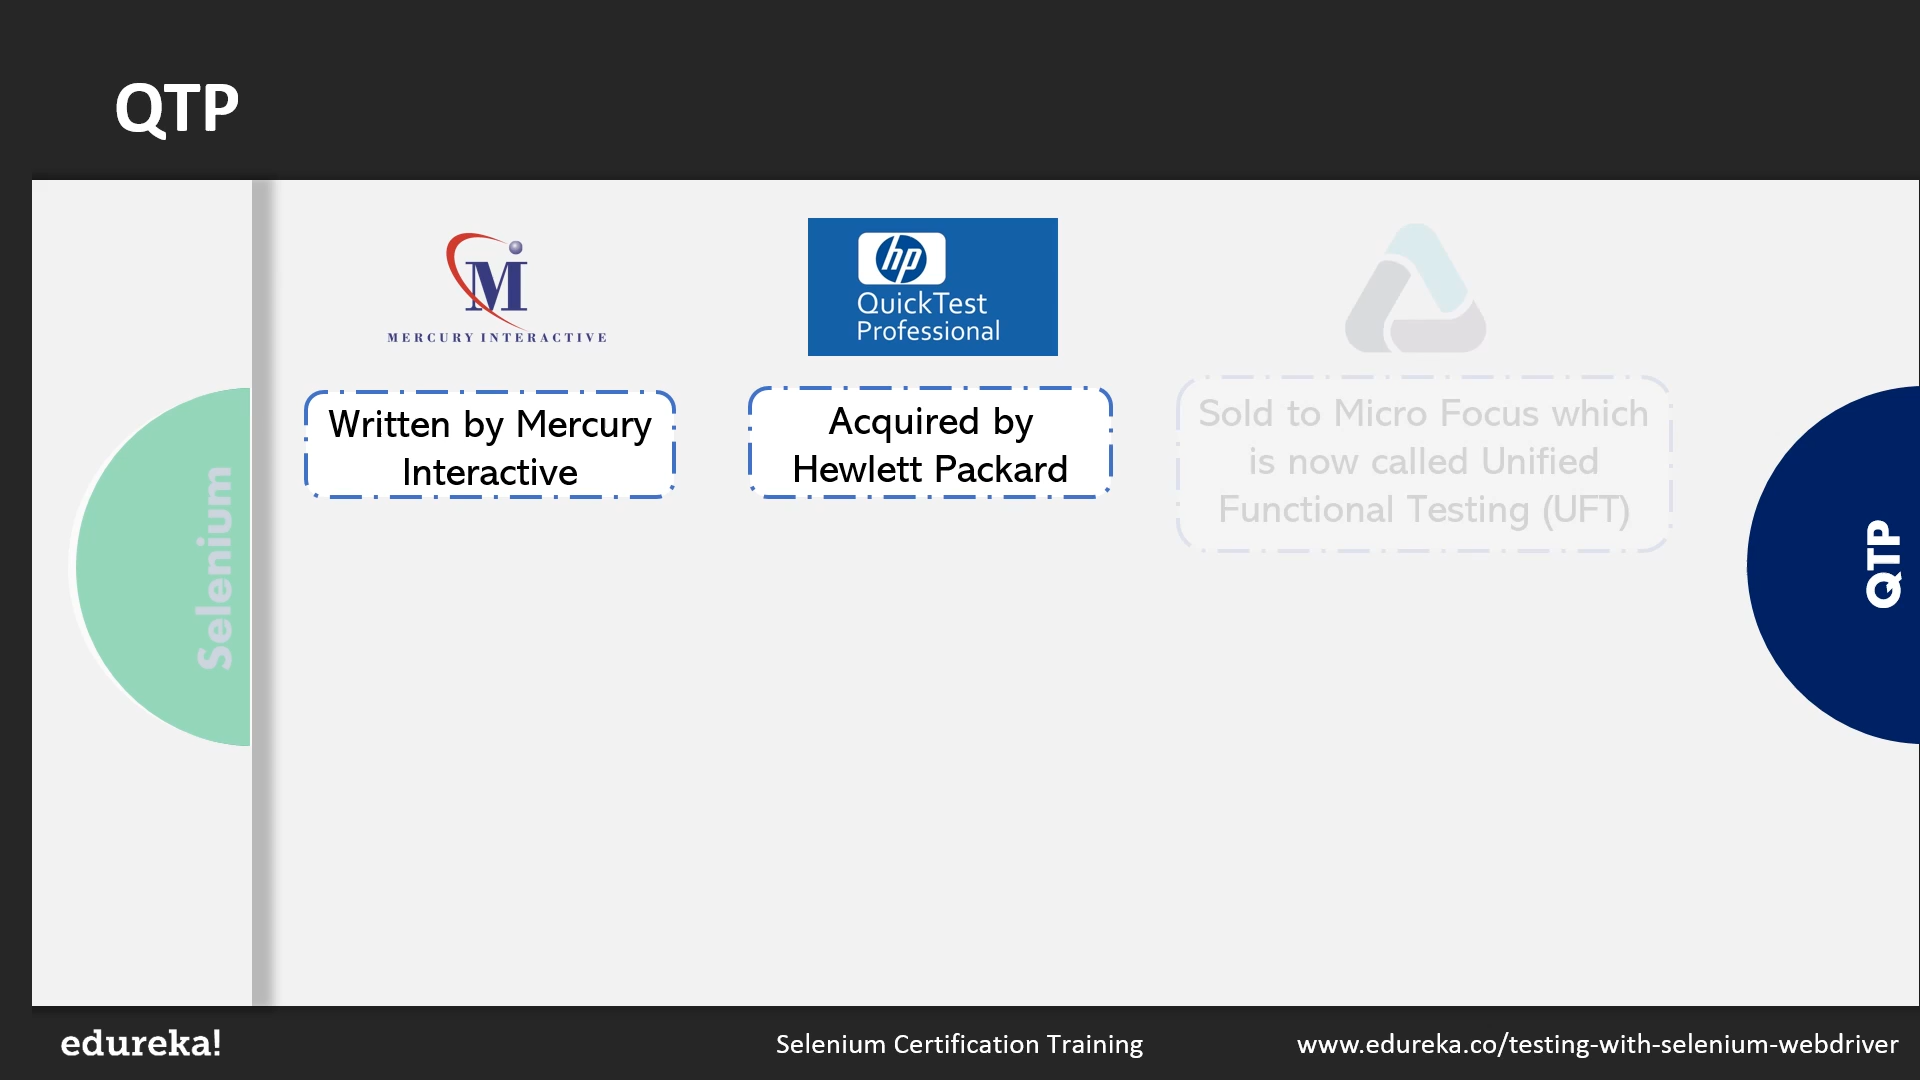 QTP
MERCURY INTERACTIVE
hp
QuickTest
Professional
Written by Mercury
Interactive
Acquired by
Hewlett Packard
Sold to Micro Focus which
is now called Unified
Functional Testing (UFT)
Selenium
QTP
edureka!
Selenium Certification Training
www.edureka.co/testing-with-selenium-webdriver